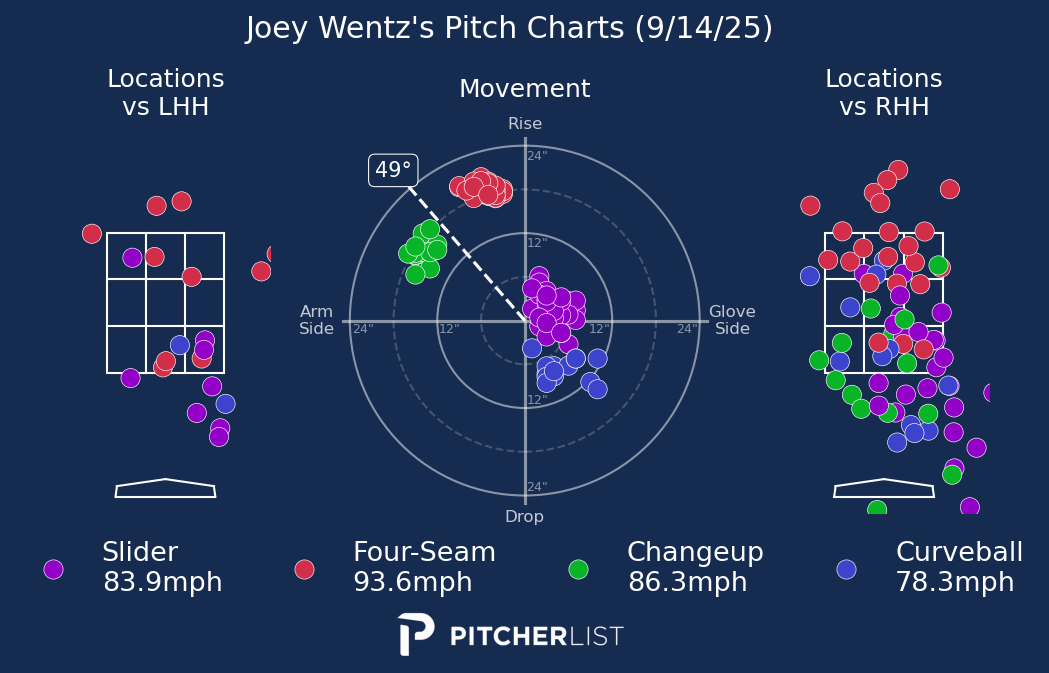 Joey Wentz's Pitch Charts (9/14/25)
Locations
vs LHH
Movement
Locations
vs RHH
Rise
24"
49°
12"
Arm
Side
24"
12"
12"
24"
Glove
Side
12"
24"
Drop
Slider
83.9mph
Four-Seam
93.6mph
Changeup
86.3mph
Curveball
78.3mph
PITCHERLIST